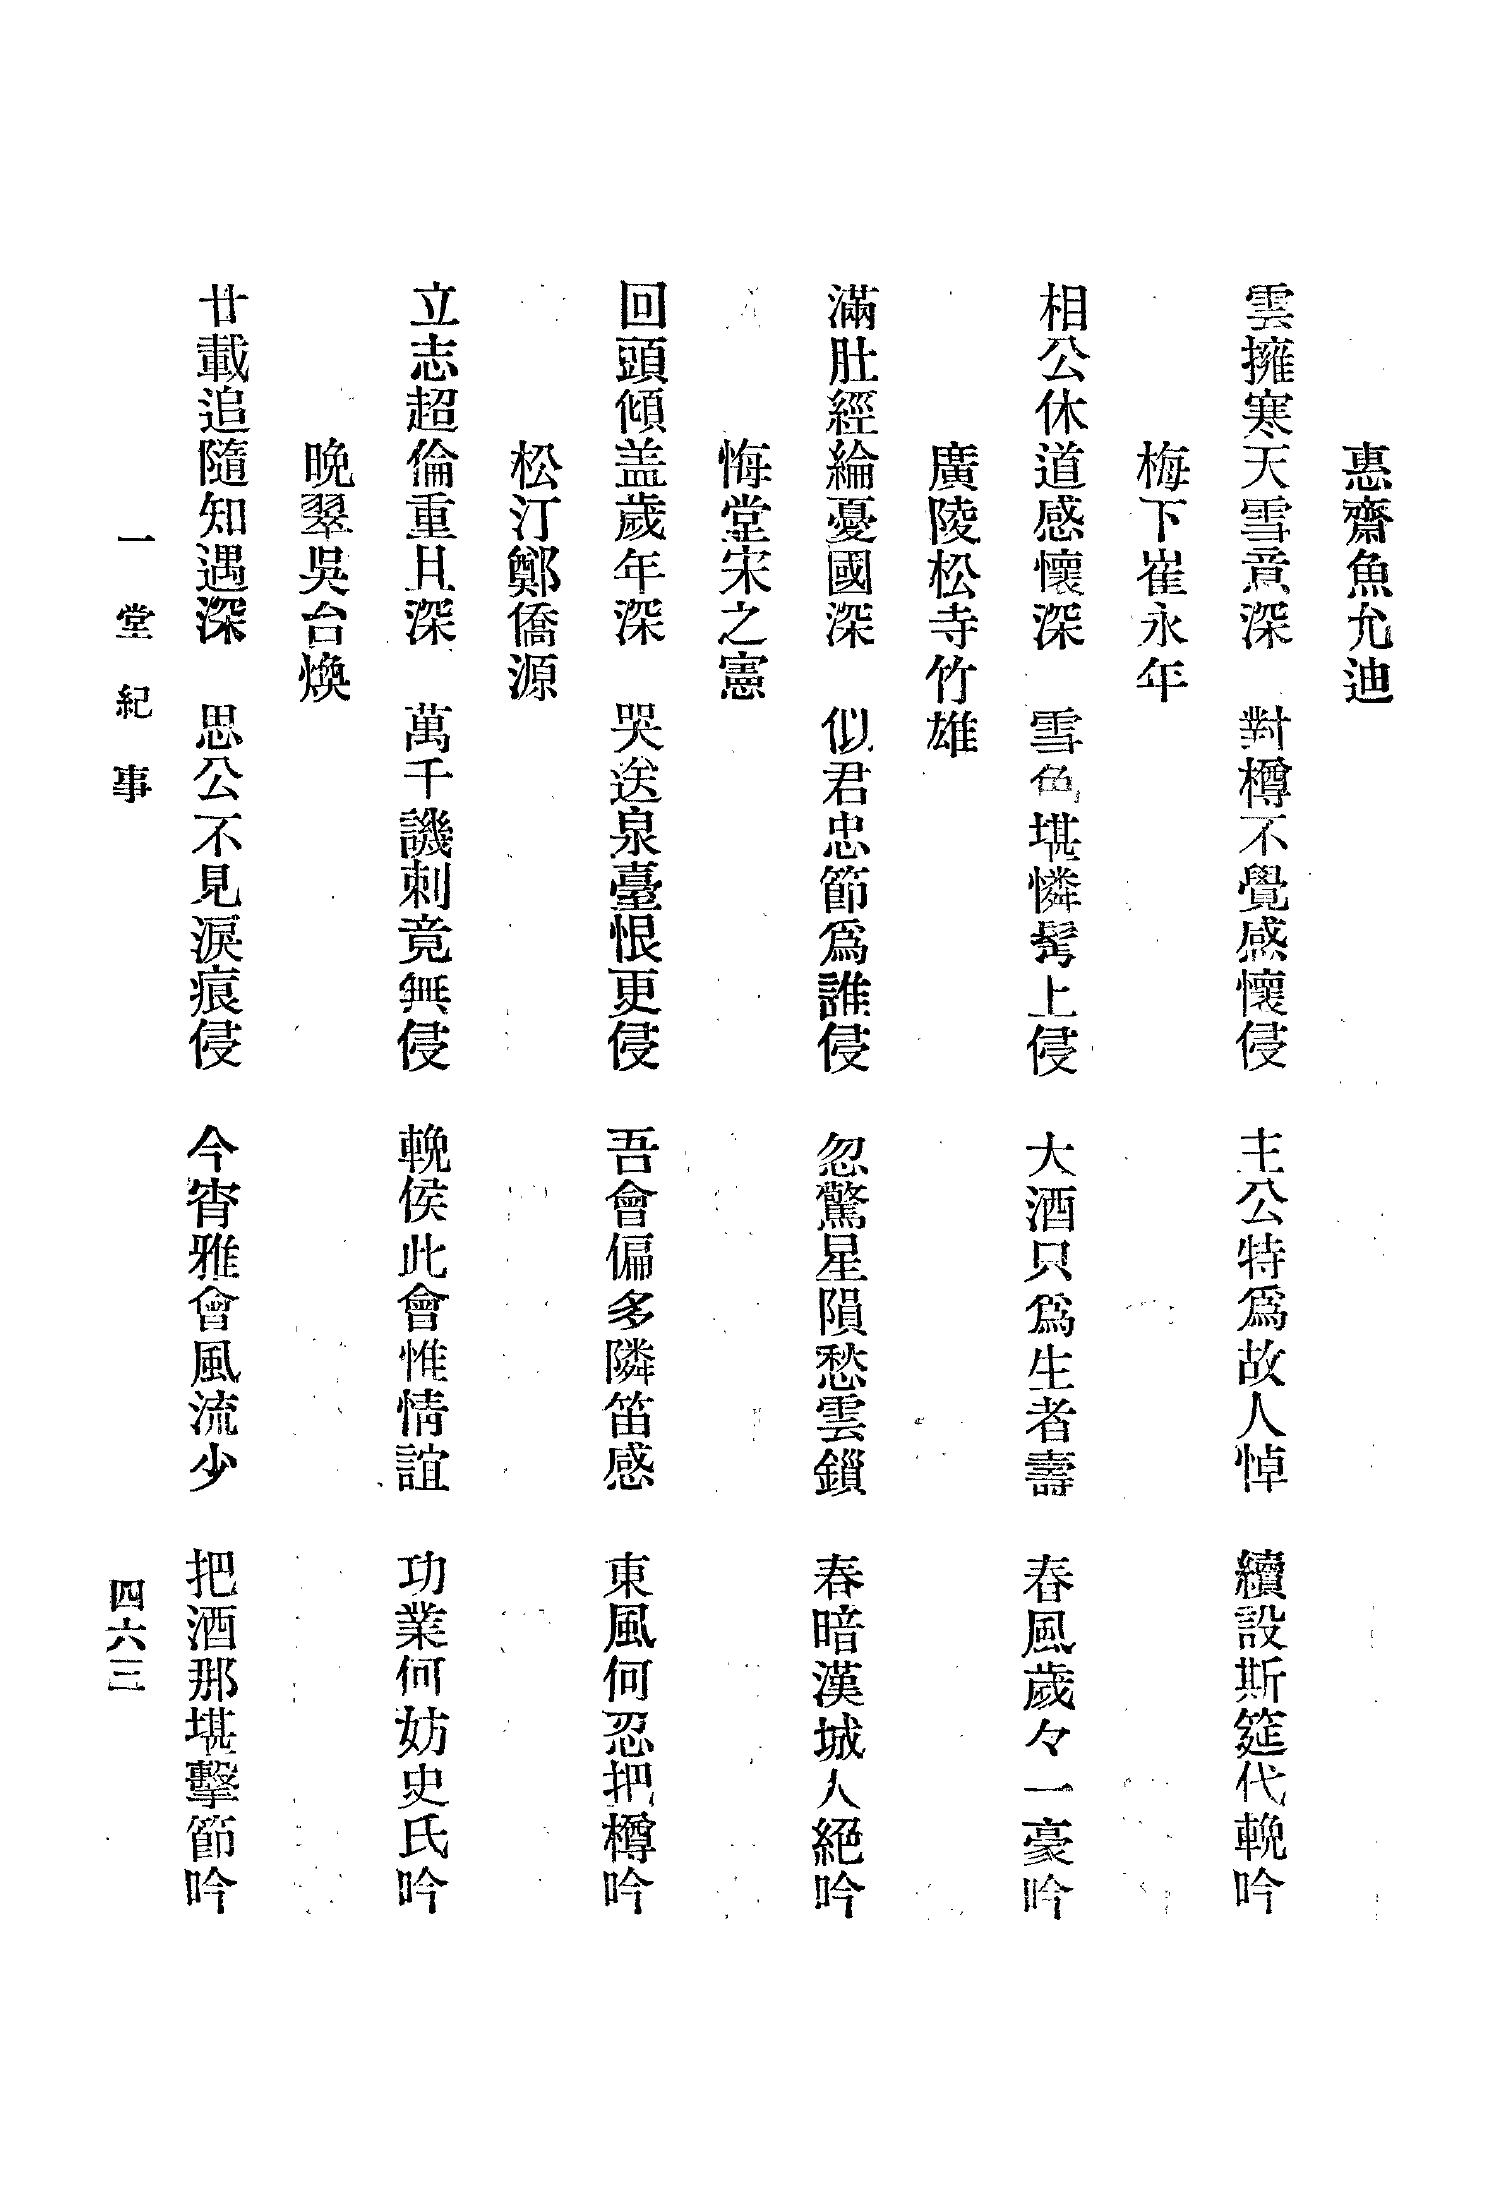 惠齋魚允迪
雲擁寒天雪意深　對樽不覺感懷侵　主公特爲故人悼　續設斯筵代輓吟
梅下崔永年
相公休道感懷深　雪色堪憐髩上侵　大酒只爲生者壽　春風歲々一豪吟
廣陵松寺竹雄
滿肚經綸憂國深　似君忠節爲誰侵　忽驚星隕愁雲鎖　春暗漢城人絕吟
悔堂宋之憲
回頭傾盖歲年深　哭送泉臺恨更侵　吾會偏多隣笛感　東風何忍把樽吟
松汀鄭僑源
立志超倫重且深　萬千譏刺竟無侵　輓侯此會惟情誼　功業何妨史氏吟
晩翠吳台煥
廿載追隨知遇深　思公不見淚痕侵　今宵雅會風流少　把酒那堪擊節吟
一堂紀事
四六三